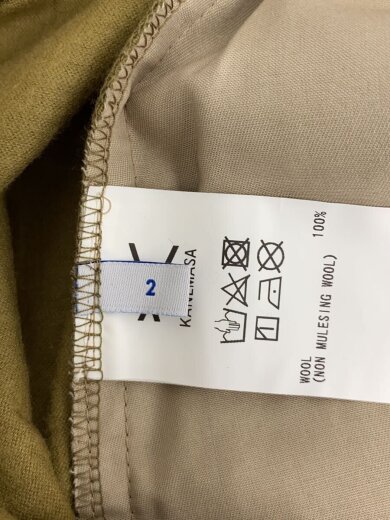 2
KANEMASA
WOOL 100%
(NON MULESING WOOL)